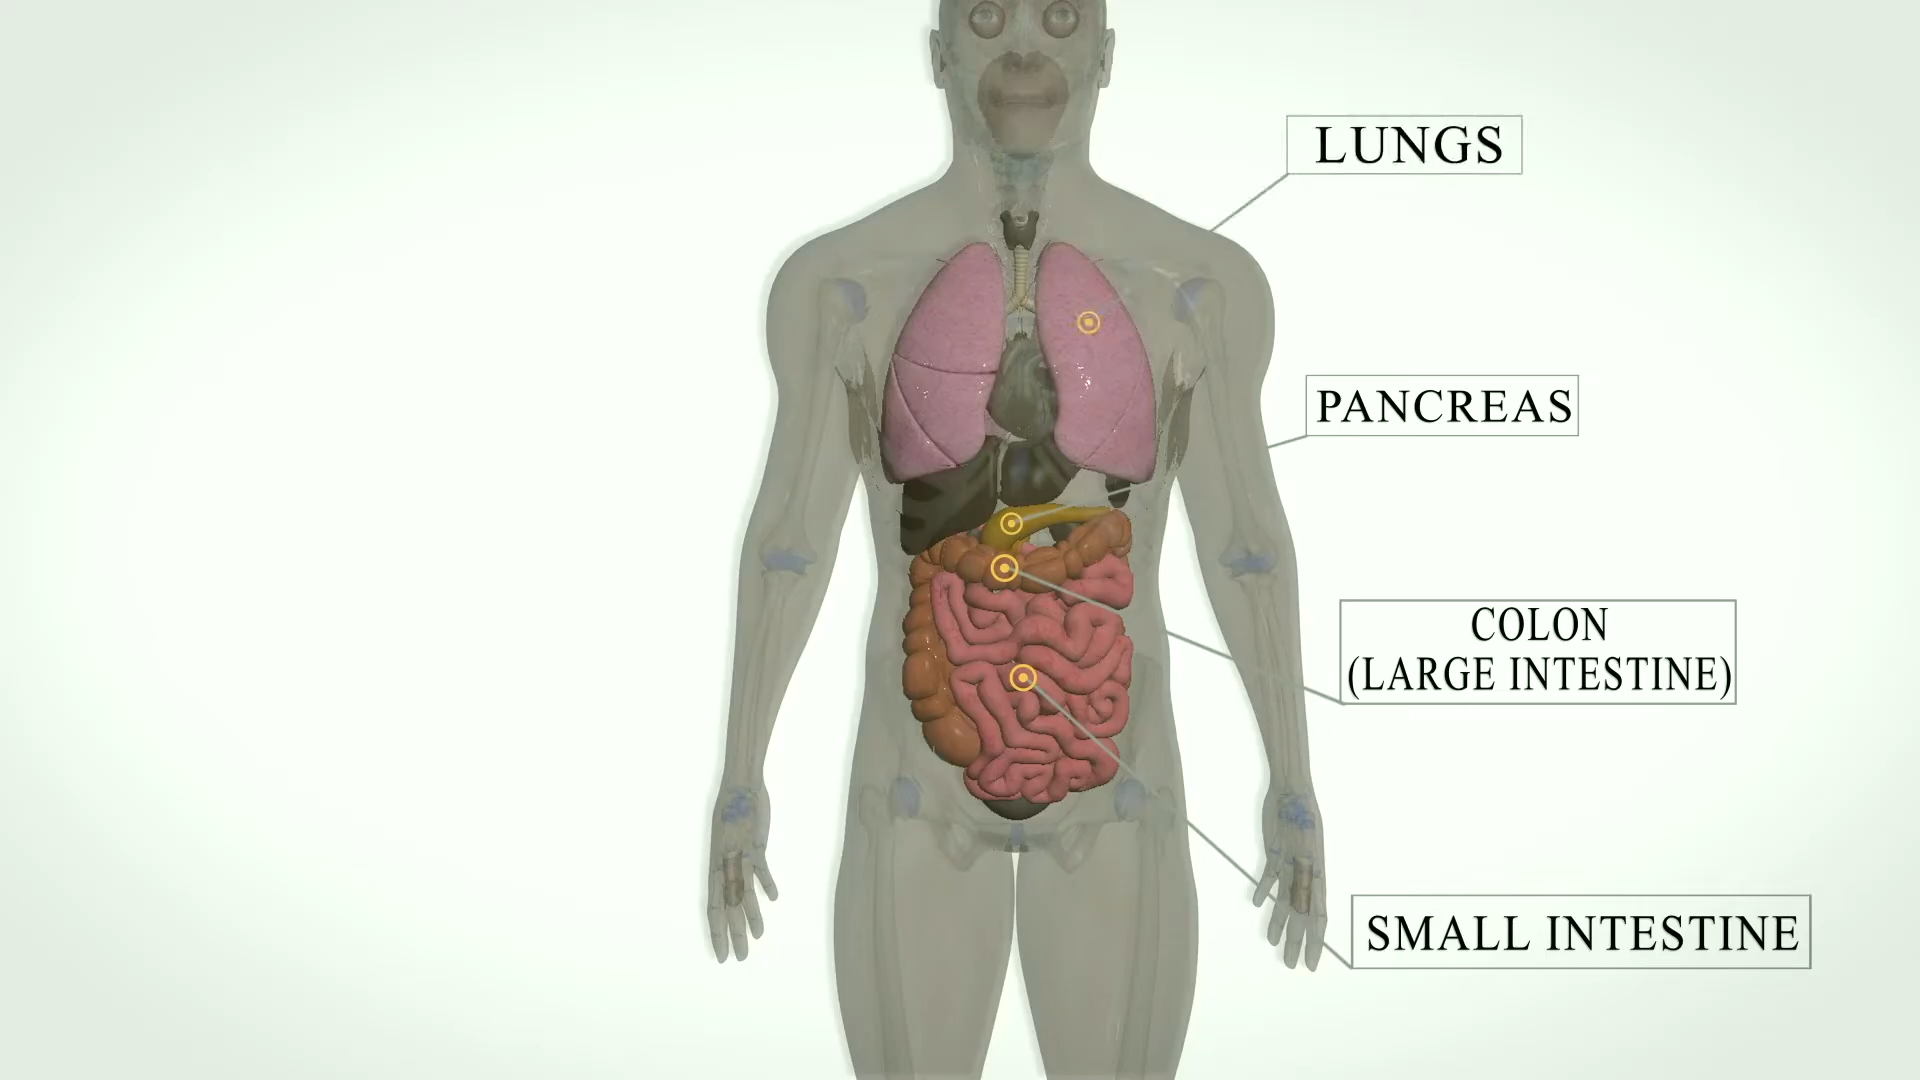 LUNGS
PANCREAS
COLON
(LARGE INTESTINE)
SMALL INTESTINE